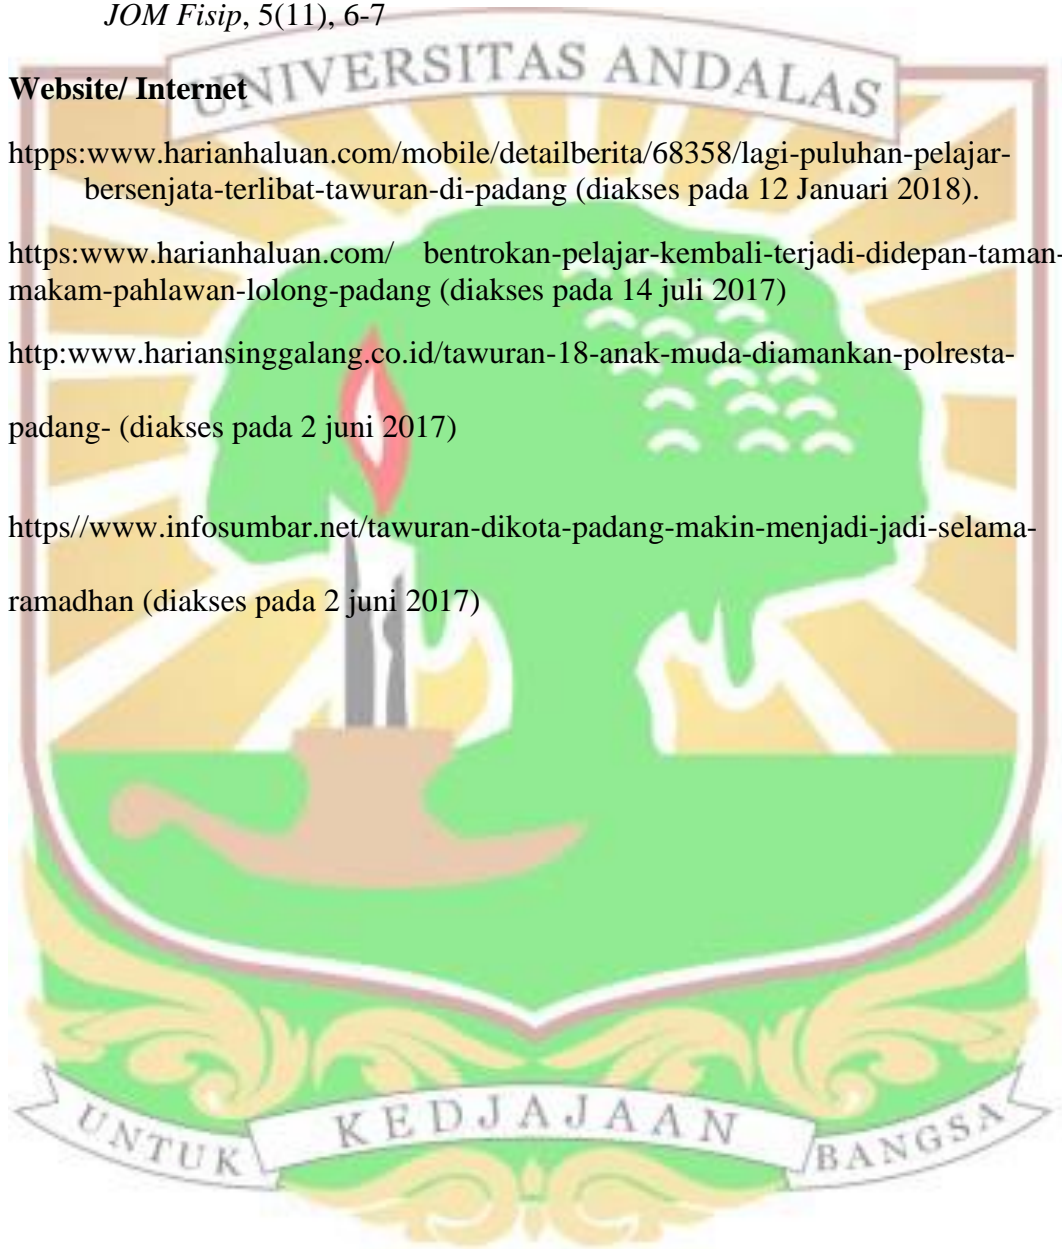 JOM Fisip, 5(11), 6-7
UNIVERSITAS ANDALAS
Website/ Internet
htpps:www.harianhaluan.com/mobile/detailberita/68358/lagi-puluhan-pelajar-
bersenjata-terlibat-tawuran-di-padang (diakses pada 12 Januari 2018).
https:www.harianhaluan.com/ bentrokan-pelajar-kembali-terjadi-didepan-taman-
makam-pahlawan-lolong-padang (diakses pada 14 juli 2017)
http:www.hariansinggalang.co.id/tawuran-18-anak-muda-diamankan-polresta-
padang- (diakses pada 2 juni 2017)
https//www.infosumbar.net/tawuran-dikota-padang-makin-menjadi-jadi-selama-
ramadhan (diakses pada 2 juni 2017)
UNTUK KEDJAJAAN BANGSA